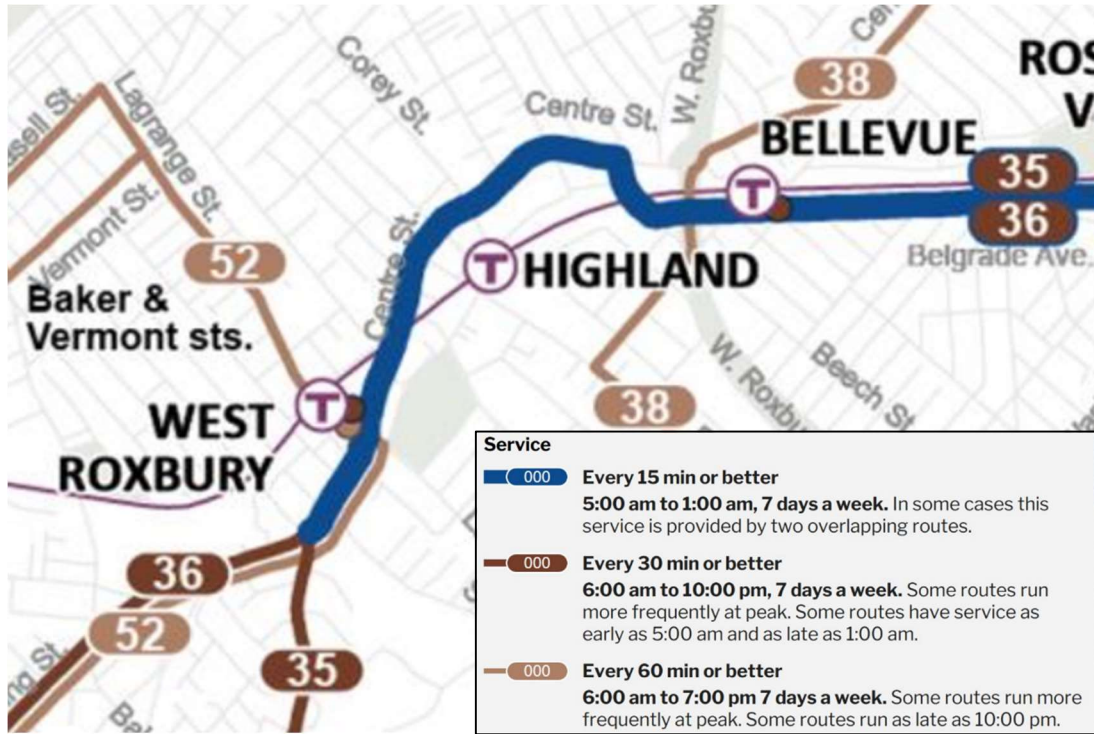 Corey St.
Centre St.
W. Roxbu
Cen
38
ROS
V
BELLEVUE
T
35
36
Belgrade Ave.
ssell St.
Lagrange St.
Vermont St.
52
Centre St.
T
HIGHLAND
Baker &
Vermont sts.
W. Roxbu
Beech St
38
T
WEST
ROXBURY
36
52
35
ng St.
Bal
Service
000 Every 15 min or better
5:00 am to 1:00 am, 7 days a week. In some cases this
service is provided by two overlapping routes.
000 Every 30 min or better
6:00 am to 10:00 pm, 7 days a week. Some routes run
more frequently at peak. Some routes have service as
early as 5:00 am and as late as 1:00 am.
000 Every 60 min or better
6:00 am to 7:00 pm 7 days a week. Some routes run more
frequently at peak. Some routes run as late as 10:00 pm.